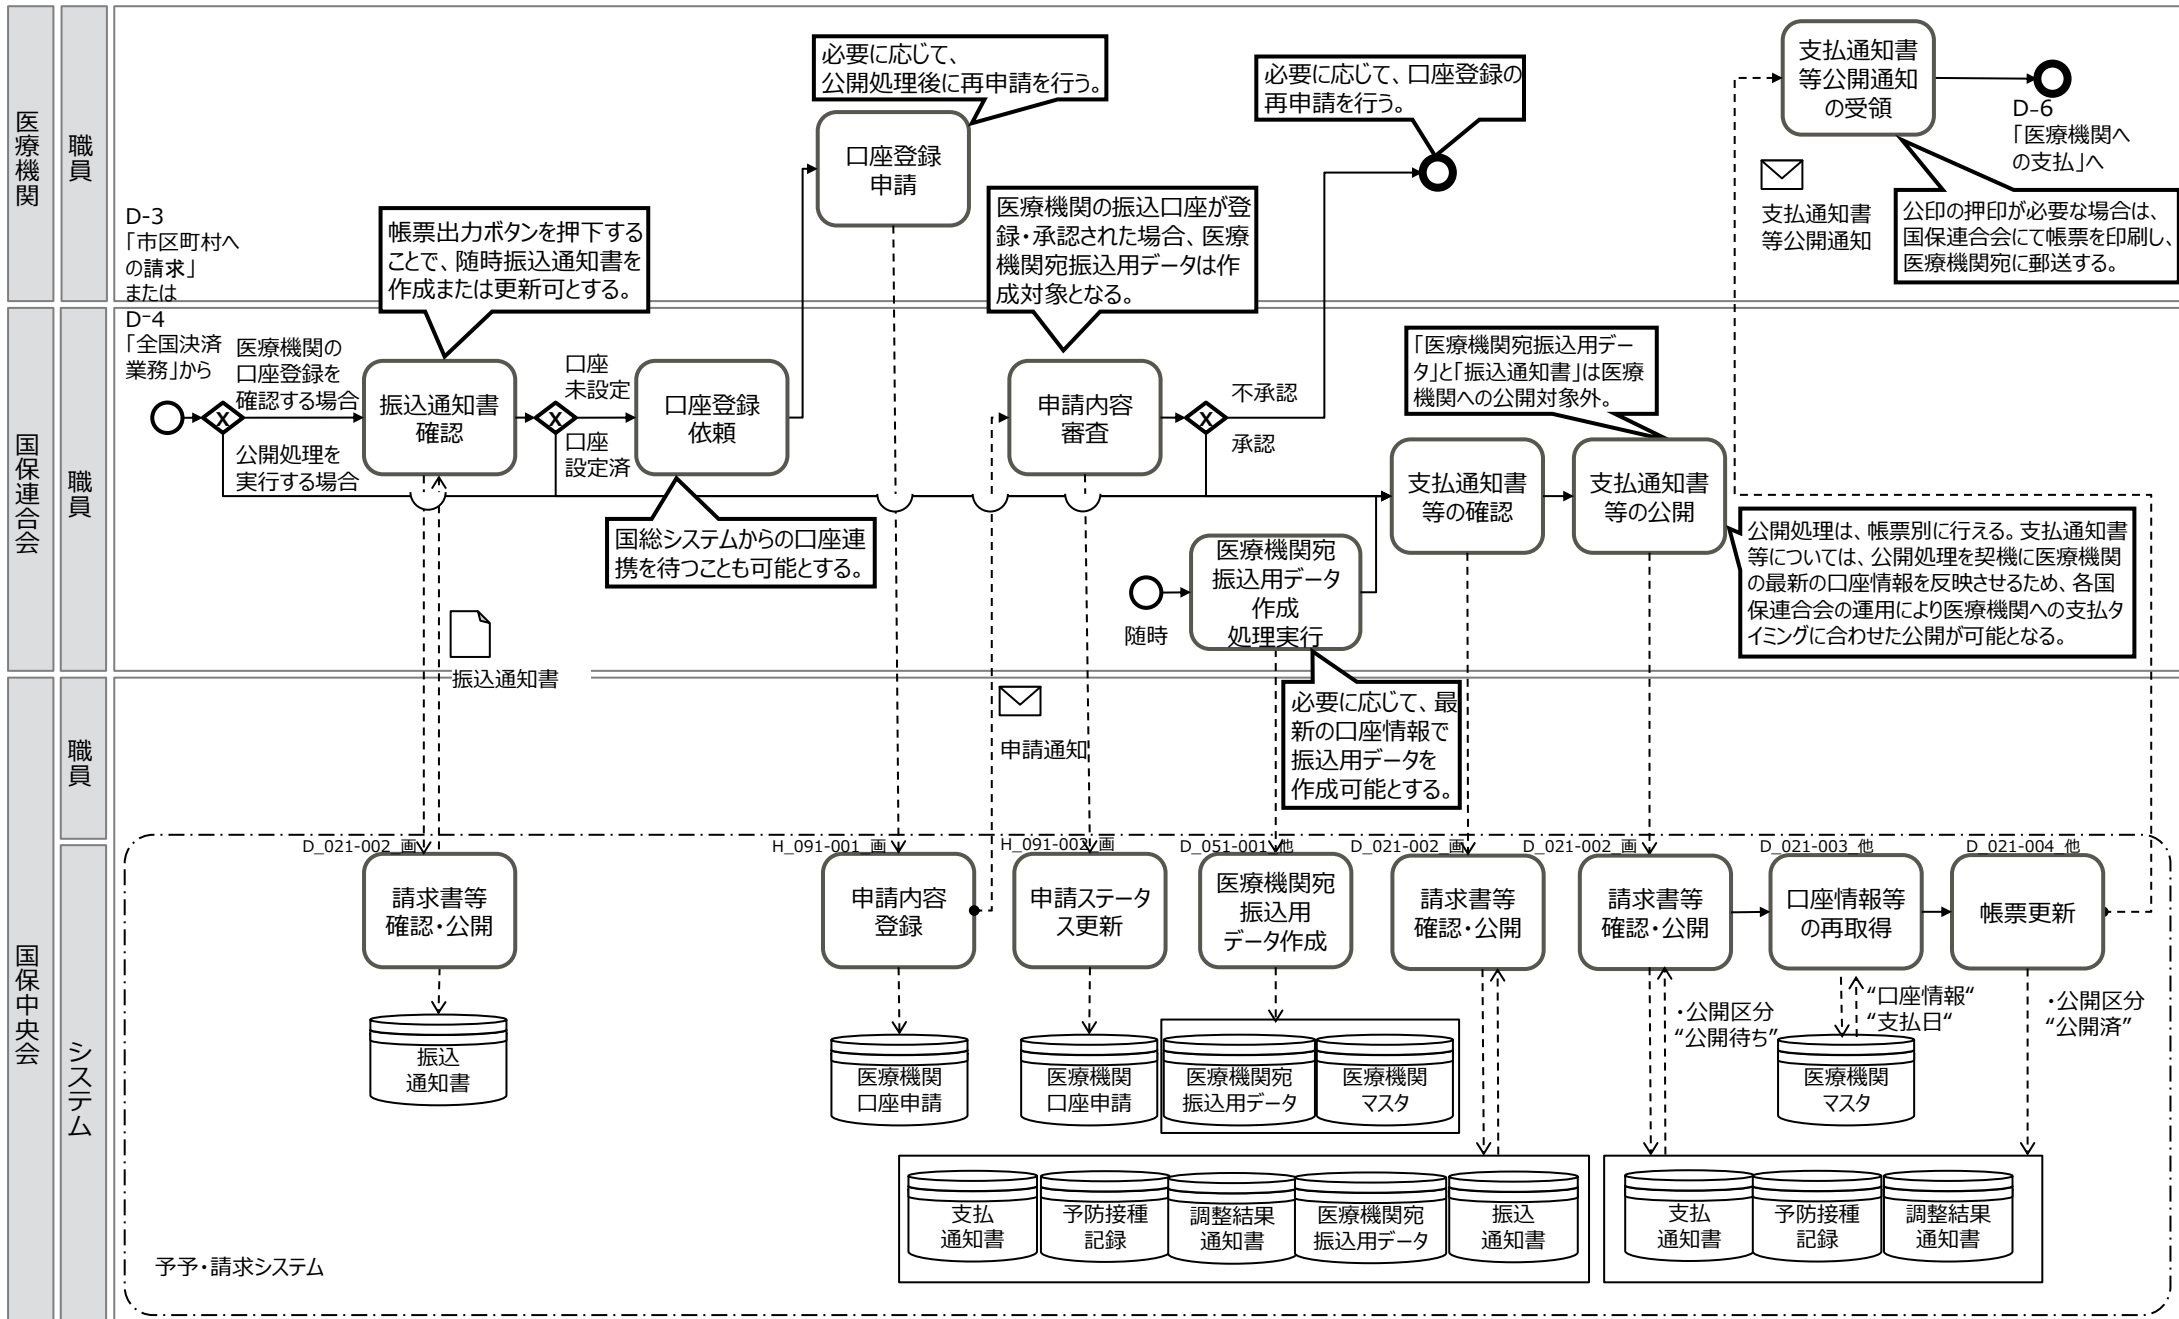 医療機関
職員
国保連合会
職員
国保中央会
職員
システム
D-3
「市区町村へ
の請求」
または
D-4
「全国決済
業務」から
医療機関の
口座登録を
確認する場合
公開処理を
実行する場合
X
帳票出力ボタンを押下する
ことで、随時振込通知書を
作成または更新可とする。
振込通知書
確認
X
口座
未設定
口座
設定済
口座登録
依頼
国総システムからの口座連
携を待つことも可能とする。
必要に応じて、
公開処理後に再申請を行う。
口座登録
申請
医療機関の振込口座が登
録・承認された場合、医療
機関宛振込用データは作
成対象となる。
申請内容
審査
X
不承認
承認
必要に応じて、口座登録の
再申請を行う。
随時
医療機関宛
振込用データ
作成
処理実行
必要に応じて、最
新の口座情報で
振込用データを
作成可能とする。
「医療機関宛振込用デー
タ」と「振込通知書」は医療
機関への公開対象外。
支払通知書
等の確認
支払通知書
等の公開
公開処理は、帳票別に行える。支払通知書
等については、公開処理を契機に医療機関
の最新の口座情報を反映させるため、各国
保連合会の運用により医療機関への支払タ
イミングに合わせた公開が可能となる。
支払通知書
等公開通知
の受領
支払通知書
等公開通知
D-6
「医療機関へ
の支払」へ
公印の押印が必要な場合は、
国保連合会にて帳票を印刷し、
医療機関宛に郵送する。
振込通知書
申請通知
D_021-002_画
請求書等
確認・公開
振込
通知書
H_091-001_画
申請内容
登録
医療機関
口座申請
H_091-002_画
申請ステータ
ス更新
医療機関
口座申請
D_051-001_他
医療機関宛
振込用
データ作成
医療機関宛
振込用データ
医療機関
マスタ
D_021-002_画
請求書等
確認・公開
支払
通知書
予防接種
記録
調整結果
通知書
医療機関宛
振込用データ
振込
通知書
D_021-002_画
請求書等
確認・公開
・公開区分
“公開待ち”
D_021-003_他
口座情報等
の再取得
“口座情報“
“支払日“
医療機関
マスタ
D_021-004_他
帳票更新
・公開区分
“公開済”
支払
通知書
予防接種
記録
調整結果
通知書
予予・請求システム